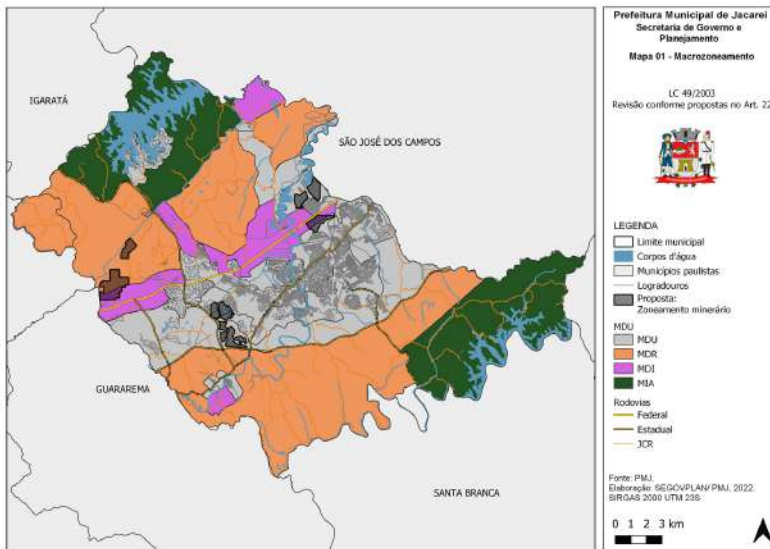 IGARATÁ
SÃO JOSÉ DOS CAMPOS
GUARAREMA
SANTA BRANCA
Prefeitura Municipal de Jacareí
Secretaria de Governo e
Planejamento
Mapa 01 - Macrozoneamento
LC 49/2003
Revisão conforme propostas no Art. 22
LEGENDA
Limite municipal
Corpos d'água
Municípios paulistas
Logradouros
Proposta:
Zoneamento minerário
MDU
MDU
MDR
MDI
MIA
Rodovias
Federal
Estadual
JCR
Fonte: PMJ.
Elaboração: SEGOVPLAN/ PMJ, 2022.
SIRGAS 2000 UTM 23S
0 1 2 3 km